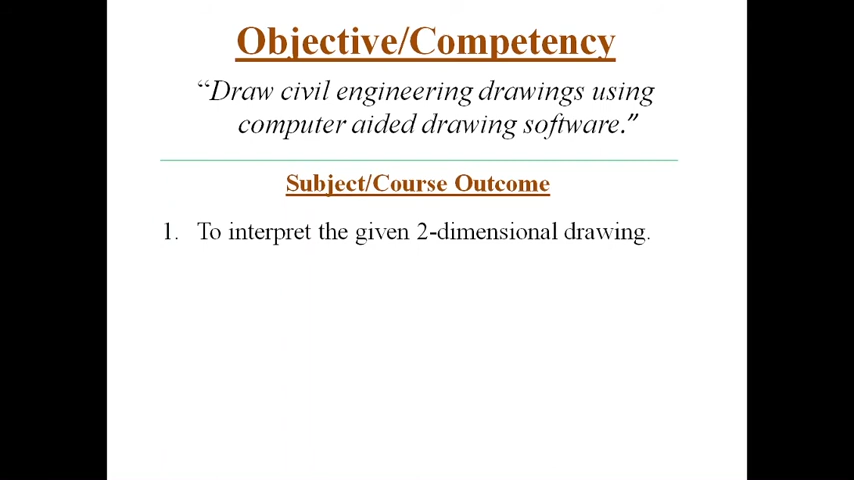 Objective/Competency
“Draw civil engineering drawings using
computer aided drawing software.”
Subject/Course Outcome
1. To interpret the given 2-dimensional drawing.